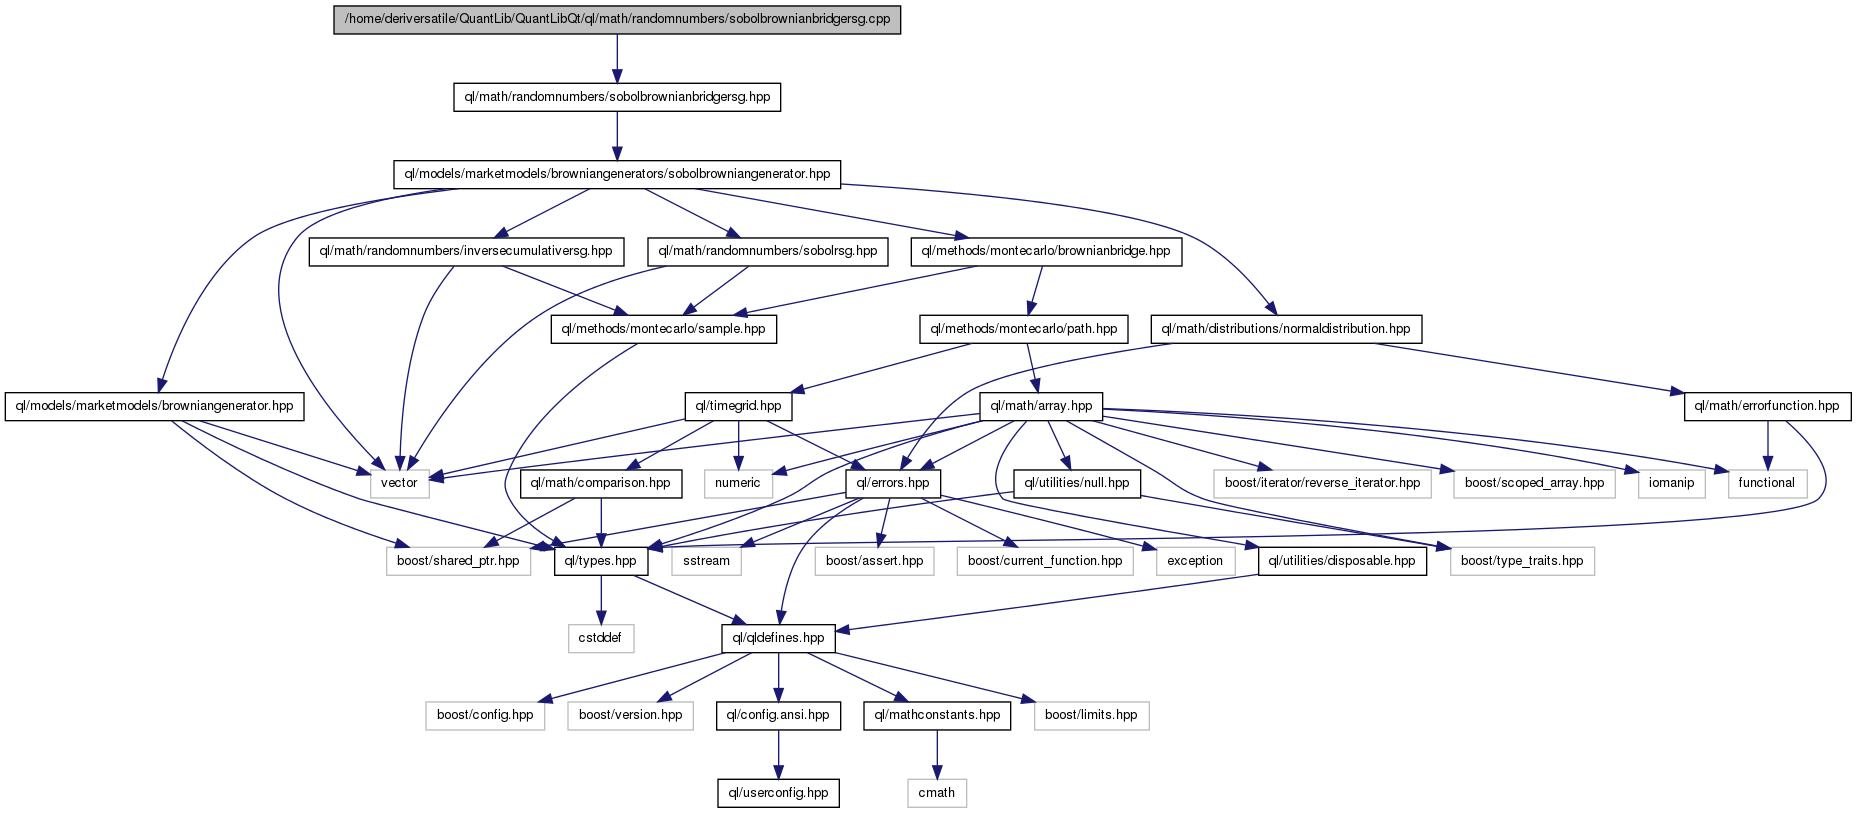 /home/deriversatile/QuantLib/QuantLibQt/ql/math/randomnumbers/sobolbrownianbridgersg.cpp
ql/math/randomnumbers/sobolbrownianbridgersg.hpp
ql/models/marketmodels/browniangenerators/sobolbrowniangenerator.hpp
ql/math/randomnumbers/inversecumulativersg.hpp
ql/math/randomnumbers/sobolrsg.hpp
ql/methods/montecarlo/brownianbridge.hpp
ql/methods/montecarlo/sample.hpp
ql/methods/montecarlo/path.hpp
ql/math/distributions/normaldistribution.hpp
ql/models/marketmodels/browniangenerator.hpp
ql/timegrid.hpp
ql/math/array.hpp
ql/math/errorfunction.hpp
vector
ql/math/comparison.hpp
numeric
ql/errors.hpp
ql/utilities/null.hpp
boost/iterator/reverse_iterator.hpp
boost/scoped_array.hpp
iomanip
functional
boost/shared_ptr.hpp
ql/types.hpp
sstream
boost/assert.hpp
boost/current_function.hpp
exception
ql/utilities/disposable.hpp
boost/type_traits.hpp
cstddef
ql/qldefines.hpp
boost/config.hpp
boost/version.hpp
ql/config.ansi.hpp
ql/mathconstants.hpp
boost/limits.hpp
ql/userconfig.hpp
cmath